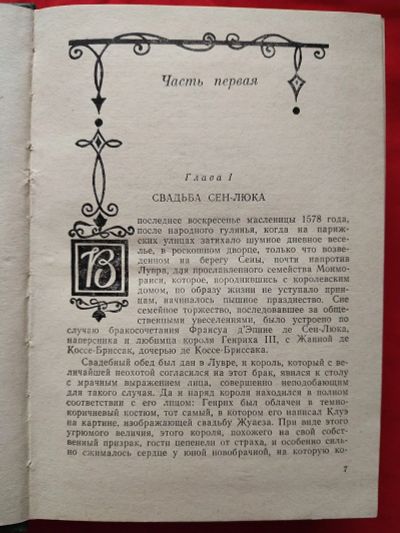 Часть первая
Глава I
СВАДЬБА СЕН-ЛЮКА
В последнее воскресенье масленицы 1578 года,
после народного гулянья, когда на париж-
ских улицах затихало шумное дневное весе-
лье, в роскошном дворце, только что возве-
денном на берегу Сены, почти напротив
Лувра, для прославленного семейства Монмо-
ранси, которое, породнившись с королевским
домом, по образу жизни не уступало прин-
цам, начиналось пышное празднество. Сие
семейное торжество, последовавшее за обще-
ственными увеселениями, было устроено по
случаю бракосочетания Франсуа д'Эпине де Сен-Люка,
наперсника и любимца короля Генриха III, с Жанной де
Коссе-Бриссак, дочерью де Коссе-Бриссака.
Свадебный обед был дан в Лувре, и король, который с ве-
личайшей неохотой согласился на этот брак, явился к столу
с мрачным выражением лица, совершенно неподобающим
для такого случая. Да и наряд короля находился в полном
соответствии с его лицом: Генрих был облачен в темно-
коричневый костюм, тот самый, в котором его написал Клуэ
на картине, изображающей свадьбу Жуаеза. При виде этого
угрюмого величия, этого короля, похожего на свой соб-
ственный призрак, гости цепенели от страха, и особенно силь-
но сжималось сердце у юной новобрачной, на которую ко-
7